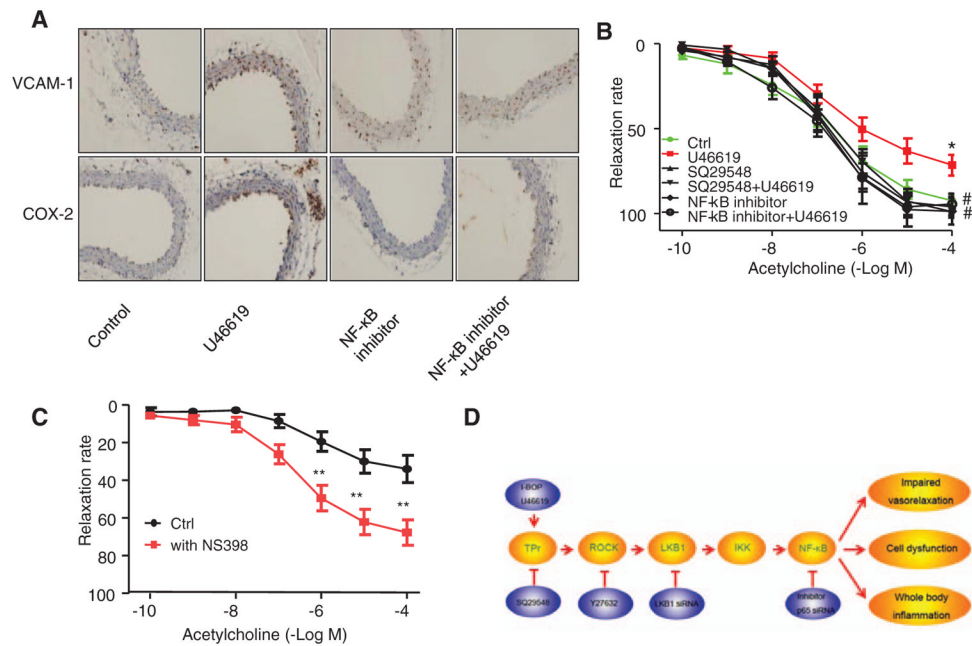 A
VCAM-1
COX-2
Control
U46619
NF-κB
inhibitor
NF-κB inhibitor
+U46619
B
Relaxation rate
0
50
100
Ctrl
U46619
SQ29548
SQ29548+U46619
NF-kB inhibitor
NF-kB inhibitor+U46619
*
#
#
-10
-8
-6
-4
Acetylcholine (-Log M)
C
Relaxation rate
0
20
40
60
80
100
**
**
**
Ctrl
with NS398
-10
-8
-6
-4
Acetylcholine (-Log M)
D
I-BOP
U46619
TPr
ROCK
LKB1
IKK
NF-κB
SQ29548
Y27632
LKB1 siRNA
Inhibitor
p65 siRNA
Impaired
vasorelaxation
Cell dysfunction
Whole body
inflammation